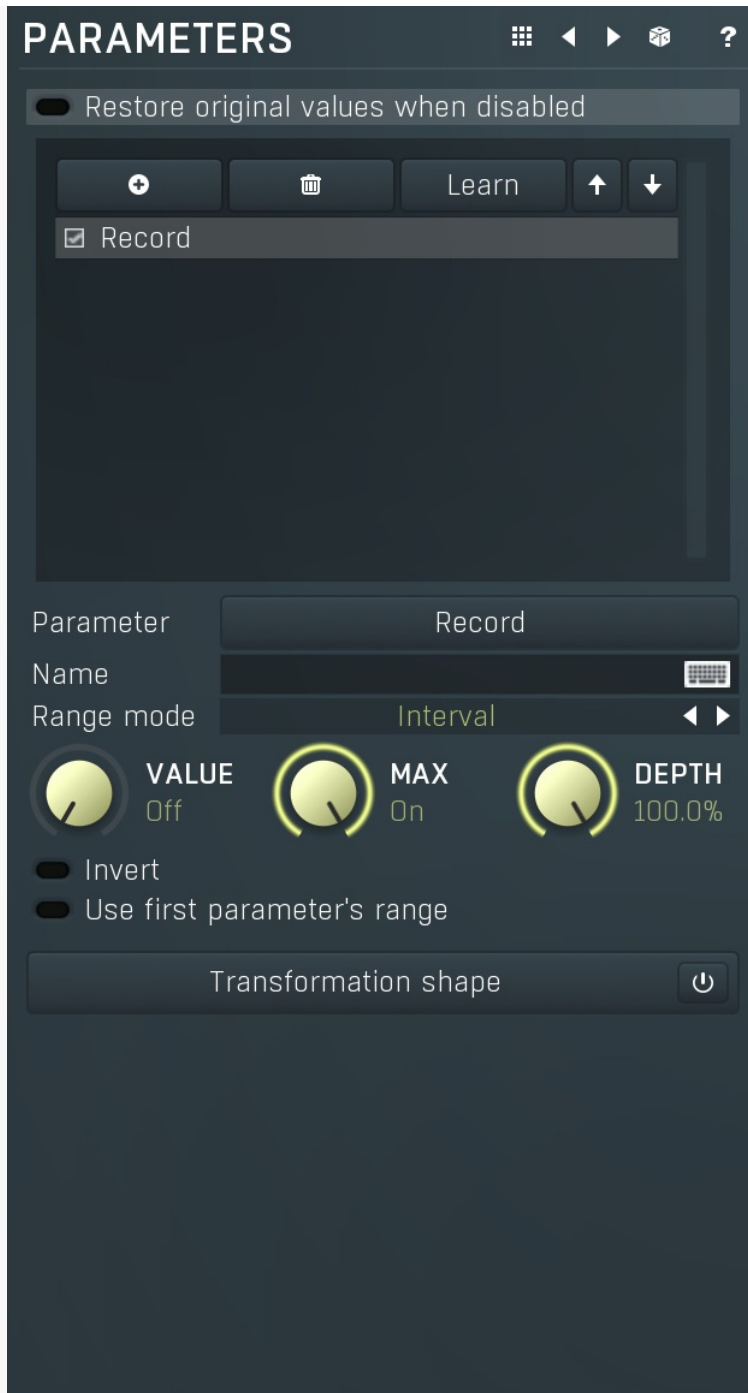 PARAMETERS ?
Restore original values when disabled
Learn
Record
Parameter Record
Name
Range mode Interval
VALUE MAX DEPTH
Off On 100.0%
Invert
Use first parameter's range
Transformation shape